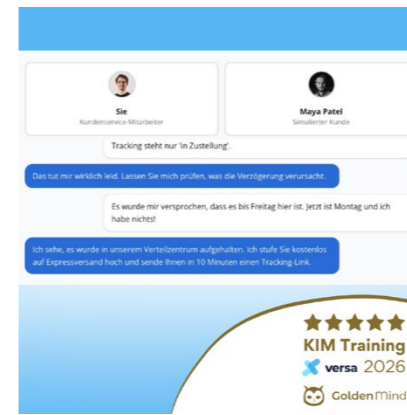 Sie
Kundenservice-Mitarbeiter
Maya Patel
Simulierter Kunde
Tracking steht nur 'in Zustellung'.
Das tut mir wirklich leid. Lassen Sie mich prüfen, was die Verzögerung verursacht.
Es wurde mir versprochen, dass es bis Freitag hier ist. Jetzt ist Montag und ich
habe nichts!
Ich sehe, es wurde in unserem Verteilzentrum aufgehalten. Ich stufe Sie kostenlos
auf Expressversand hoch und sende Ihnen in 10 Minuten einen Tracking-Link.
KIM Training
versa 2026
GoldenMind